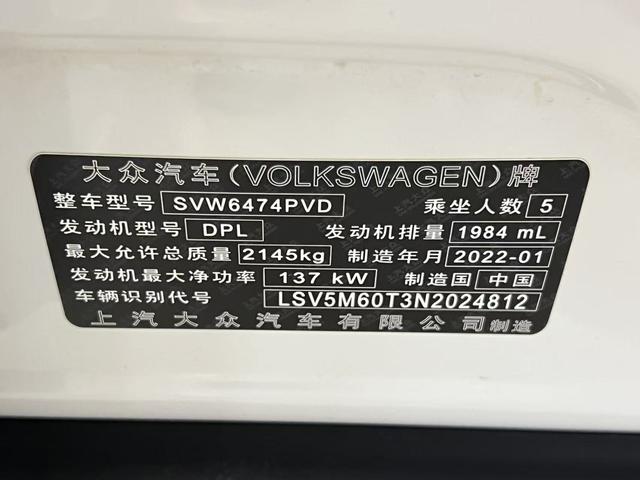 大众汽车(VOLKSWAGEN)牌
整车型号 SVW6474PVD 乘坐人数 5
发动机型号 DPL 发动机排量 1984 mL
最大允许总质量 2145kg 制造年月 2022-01
发动机最大净功率 137 kW 制造国 中国
车辆识别代号 LSV5M60T3N2024812
上汽大众汽车有限公司制造